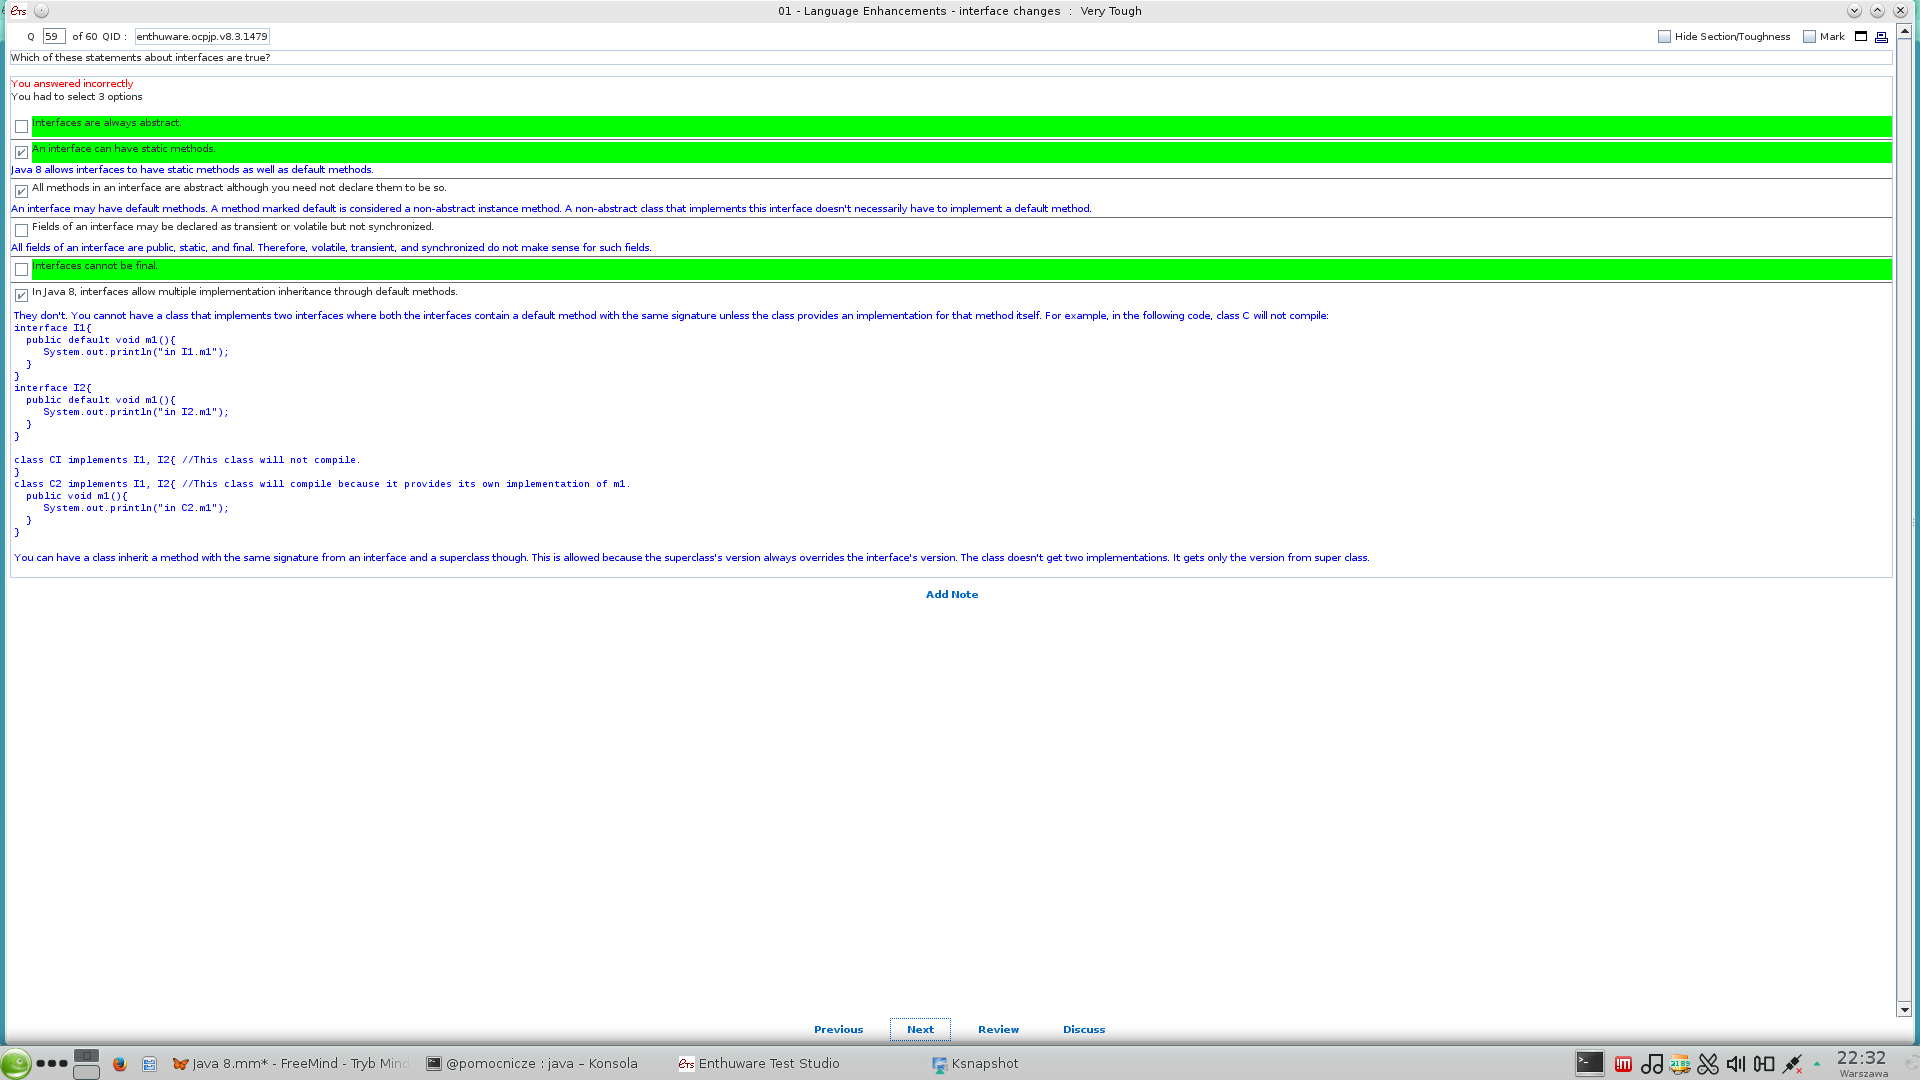 ETS
01 - Language Enhancements - interface changes : Very Tough
Q 59 of 60 QID : enthuware.ocpjp.v8.3.1479
Hide Section/Toughness Mark
Which of these statements about interfaces are true?
You answered incorrectly
You had to select 3 options
Interfaces are always abstract.
An interface can have static methods.
Java 8 allows interfaces to have static methods as well as default methods.
All methods in an interface are abstract although you need not declare them to be so.
An interface may have default methods. A method marked default is considered a non-abstract instance method. A non-abstract class that implements this interface doesn't necessarily have to implement a default method.
Fields of an interface may be declared as transient or volatile but not synchronized.
All fields of an interface are public, static, and final. Therefore, volatile, transient, and synchronized do not make sense for such fields.
Interfaces cannot be final.
In Java 8, interfaces allow multiple implementation inheritance through default methods.
They don't. You cannot have a class that implements two interfaces where both the interfaces contain a default method with the same signature unless the class provides an implementation for that method itself. For example, in the following code, class C will not compile:
interface I1{
public default void m1(){
System.out.println("in I1.m1");
}
}
interface I2{
public default void m1(){
System.out.println("in I2.m1");
}
}
class CI implements I1, I2{ //This class will not compile.
}
class C2 implements I1, I2{ //This class will compile because it provides its own implementation of m1.
public void m1(){
System.out.println("in C2.m1");
}
}
You can have a class inherit a method with the same signature from an interface and a superclass though. This is allowed because the superclass's version always overrides the interface's version. The class doesn't get two implementations. It gets only the version from super class.
Add Note
Previous Next Review Discuss
Java 8.mm* - FreeMind - Tryb Mind
@pomocnicze : java – Konsola
ETS Enthuware Test Studio
Ksnapshot
22:32
Warszawa